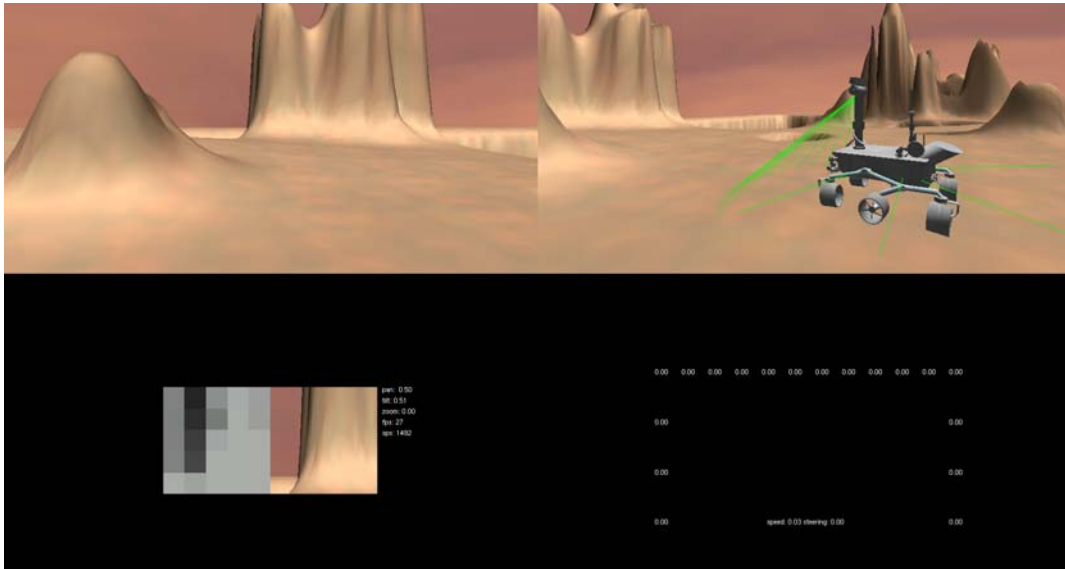 pan: 0.50
tilt: 0.51
zoom: 0.00
fps: 27
sps: 1482
0.00 0.00 0.00 0.00 0.00 0.00 0.00 0.00 0.00 0.00 0.00 0.00
0.00 0.00
0.00 0.00
0.00 speed: 0.03 steering: 0.00 0.00